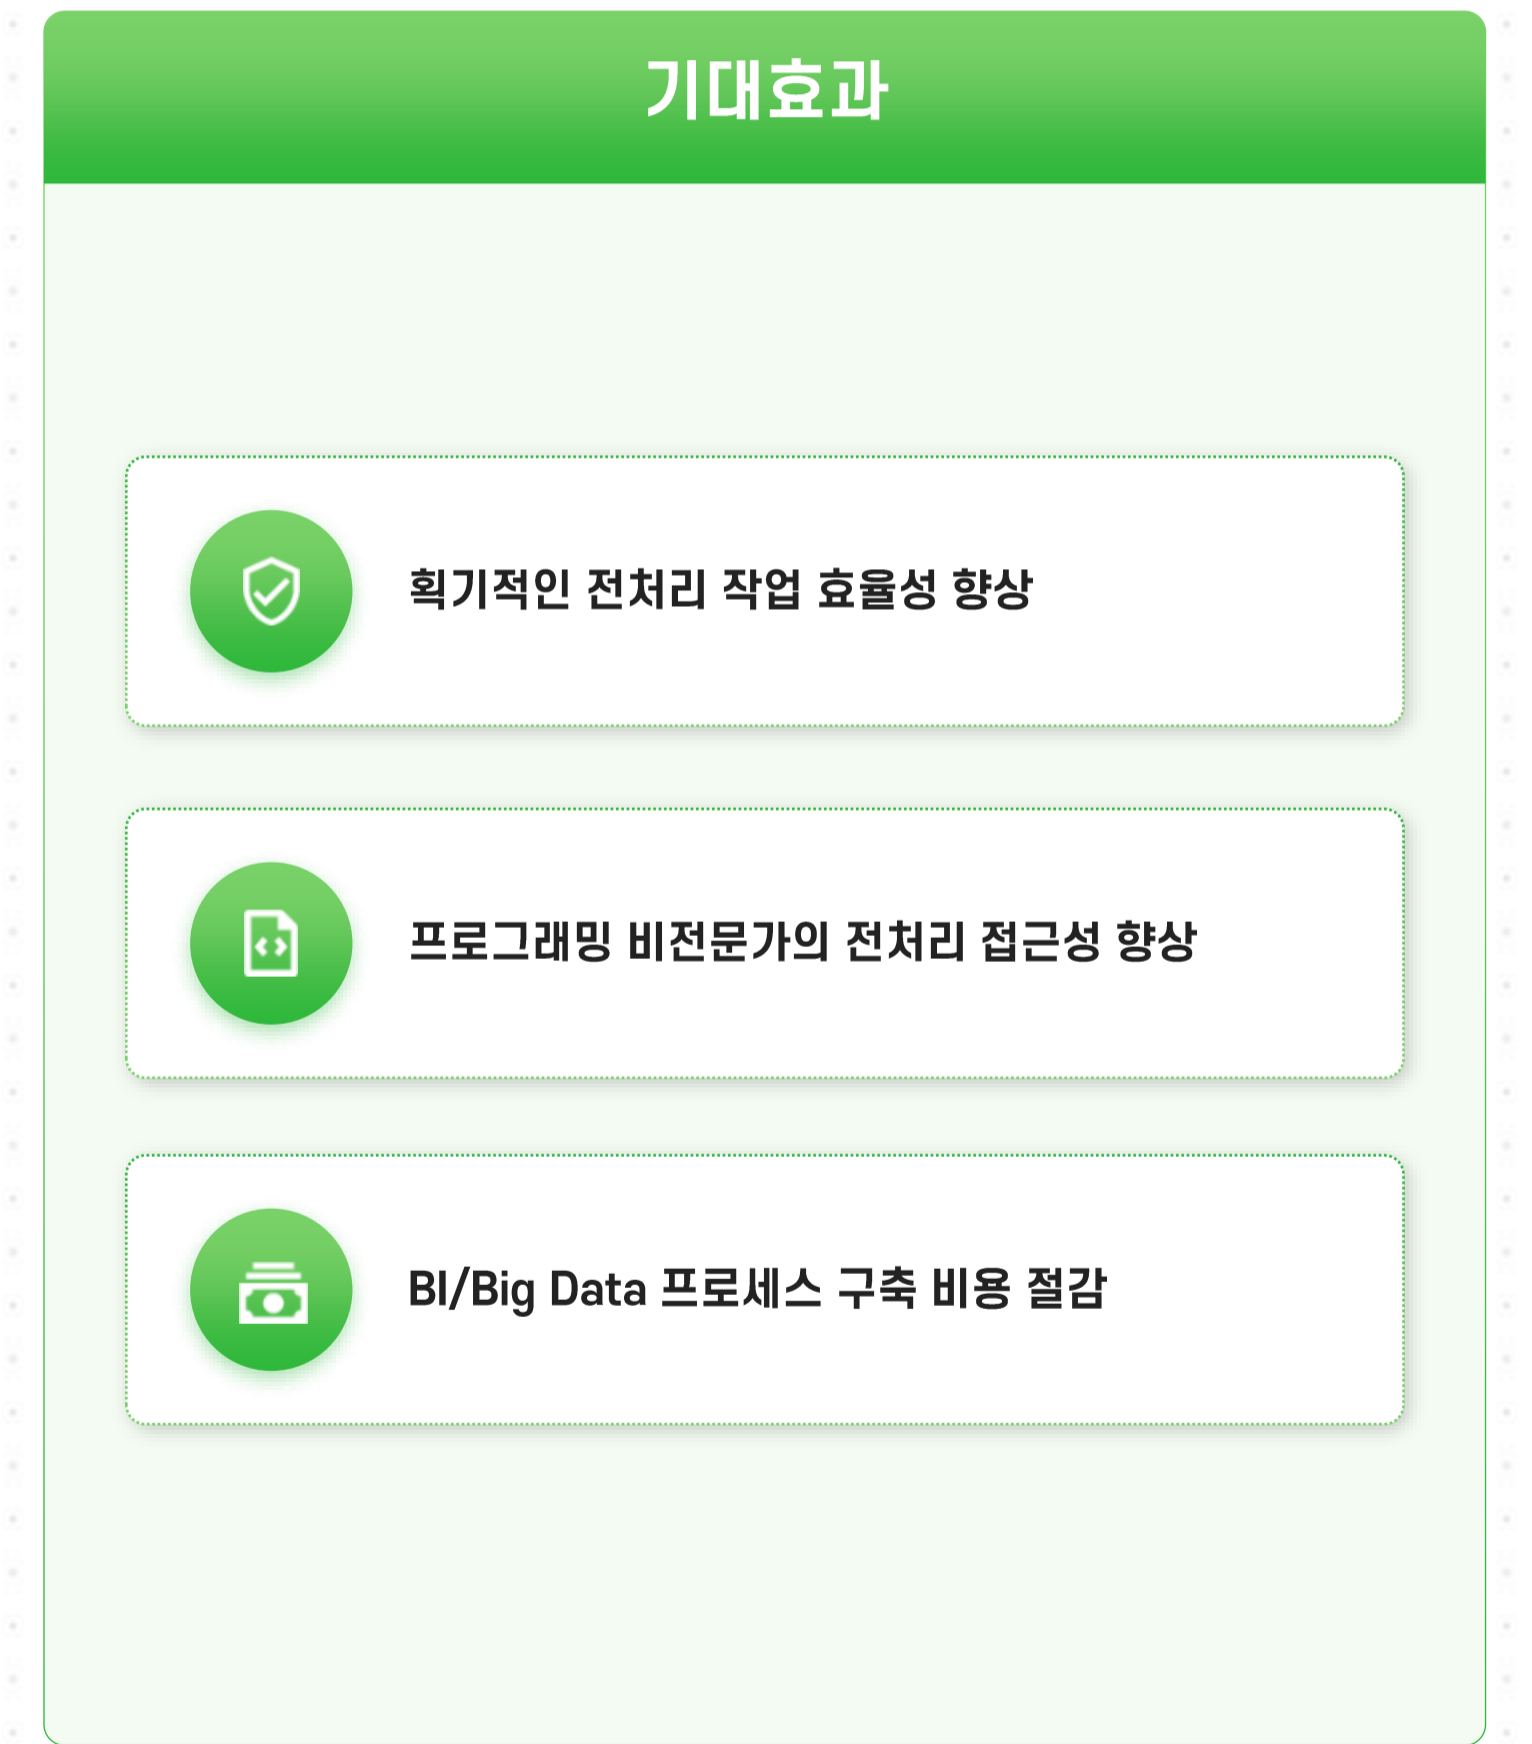 기대효과
획기적인 전처리 작업 효율성 향상
프로그래밍 비전문가의 전처리 접근성 향상
BI/Big Data 프로세스 구축 비용 절감